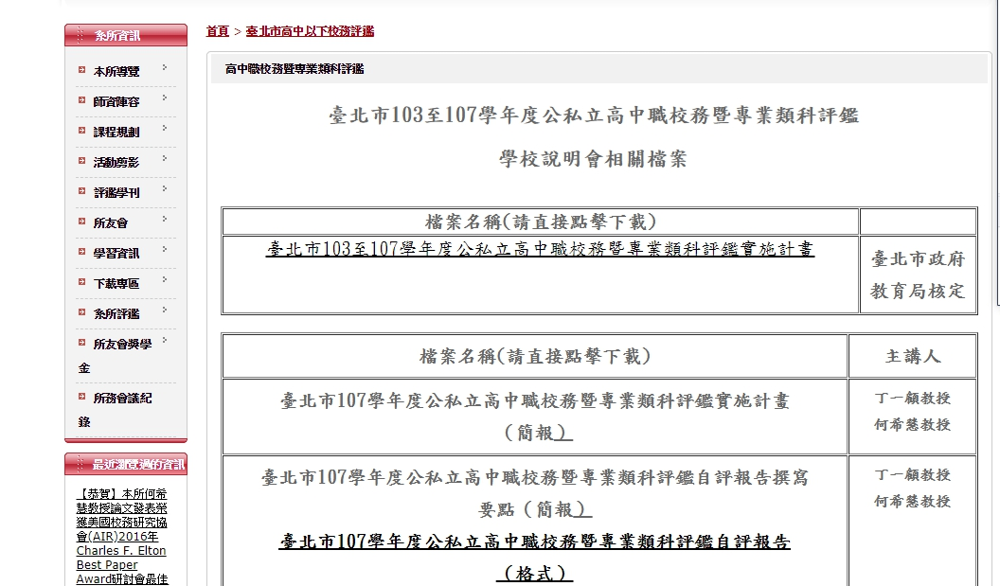 系所資訊
本所導覽
師資陣容
課程規劃
活動剪影
評鑑學刊
所友會
學習資訊
下載專區
系所評鑑
所友會獎學
金
所務會議紀
錄
最近瀏覽過的資訊
【恭賀】本所何希
慧教授論文發表榮
獲美國校務研究協
會(AIR)2016年
Charles F. Elton
Best Paper
Award研討會最佳
首頁 > 臺北市高中以下校務評鑑
高中職校務暨專業類科評鑑
臺北市103至107學年度公私立高中職校務暨專業類科評鑑
學校說明會相關檔案
檔案名稱(請直接點擊下載)
臺北市103至107學年度公私立高中職校務暨專業類科評鑑實施計畫
臺北市政府
教育局核定
檔案名稱(請直接點擊下載)
主講人
臺北市107學年度公私立高中職校務暨專業類科評鑑實施計畫
（簡報）
丁一顧教授
何希慧教授
臺北市107學年度公私立高中職校務暨專業類科評鑑自評報告撰寫
要點（簡報）
臺北市107學年度公私立高中職校務暨專業類科評鑑自評報告
（格式）
丁一顧教授
何希慧教授